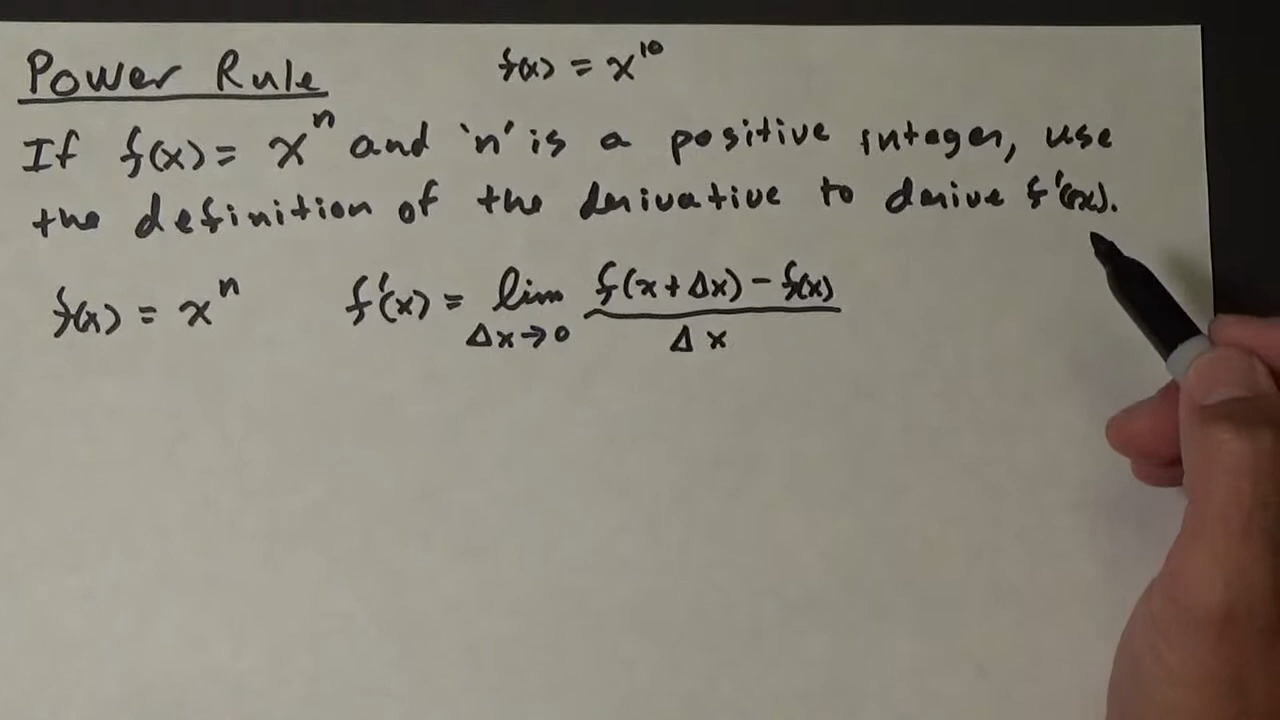 Power Rule
f(x) = x^10
If f(x) = x^n and 'n' is a positive integer, use
the definition of the derivative to derive f'(x).
f(x) = x^n
f'(x) = lim Δx→0 f(x+Δx) - f(x) / Δx